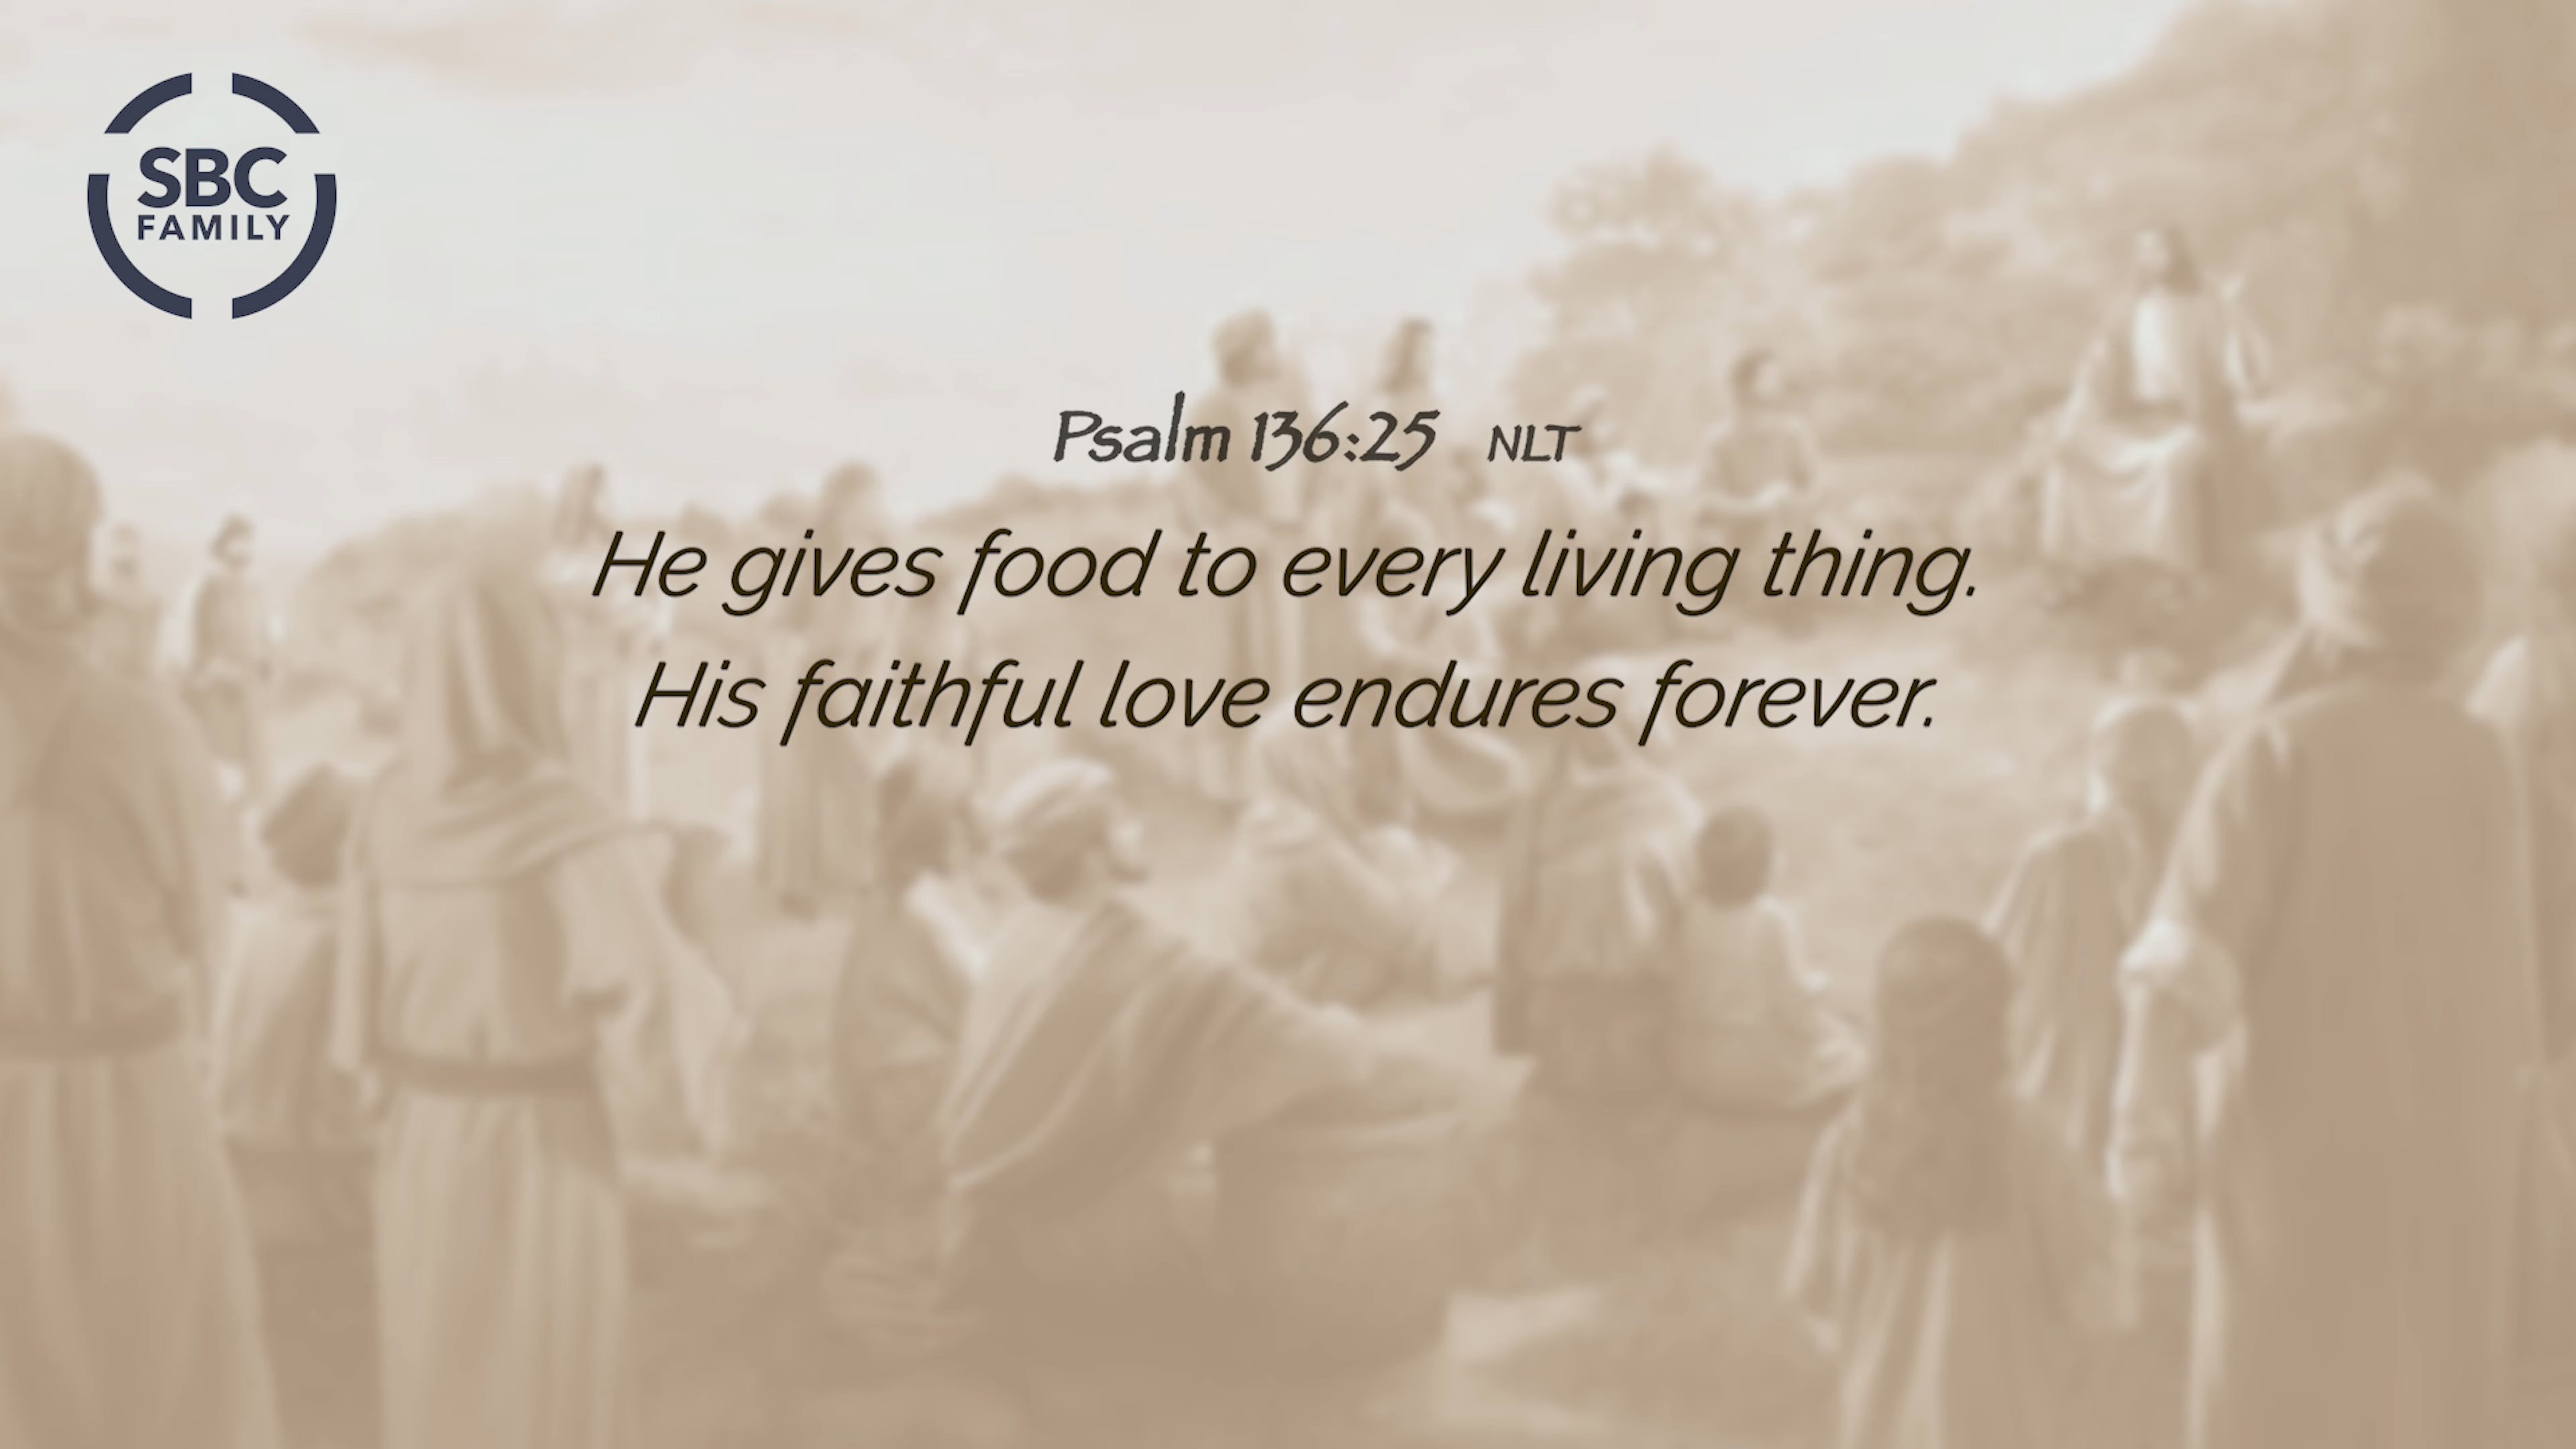 SBC
FAMILY
Psalm 136:25 NLT
He gives food to every living thing.
His faithful love endures forever.